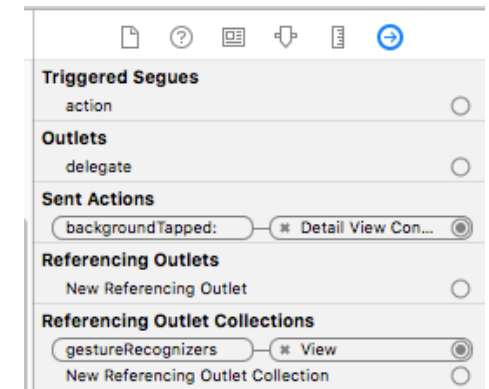 Triggered Segues
action
Outlets
delegate
Sent Actions
backgroundTapped: Detail View Con...
Referencing Outlets
New Referencing Outlet
Referencing Outlet Collections
gestureRecognizers View
New Referencing Outlet Collection